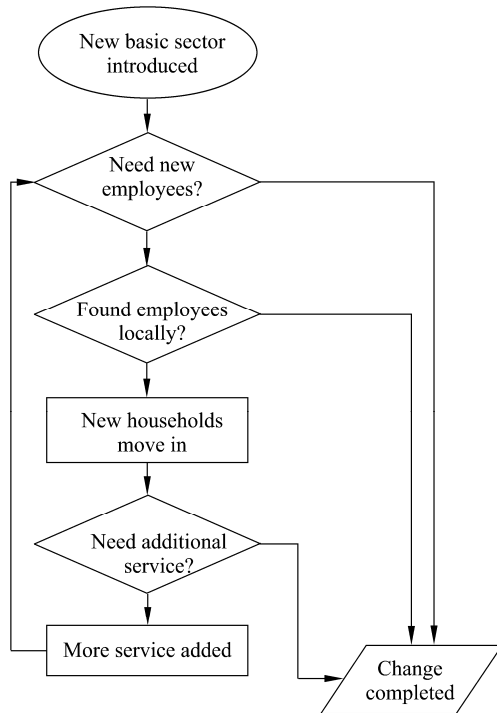 New basic sector
introduced
Need new
employees?
Found employees
locally?
New households
move in
Need additional
service?
More service added
Change
completed